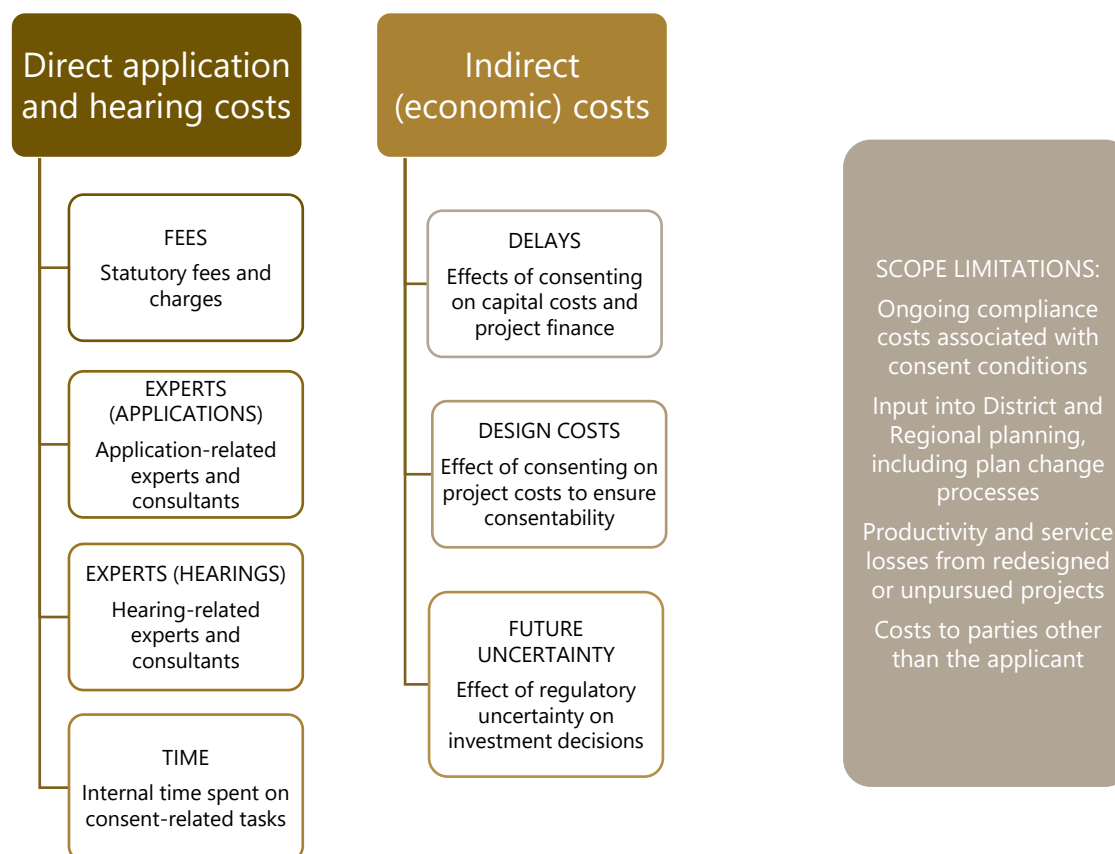 Direct application
and hearing costs
FEES
Statutory fees and
charges
EXPERTS
(APPLICATIONS)
Application-related
experts and
consultants
EXPERTS (HEARINGS)
Hearing-related
experts and
consultants
TIME
Internal time spent on
consent-related tasks
Indirect
(economic) costs
DELAYS
Effects of consenting
on capital costs and
project finance
DESIGN COSTS
Effect of consenting on
project costs to ensure
consentability
FUTURE
UNCERTAINTY
Effect of regulatory
uncertainty on
investment decisions
SCOPE LIMITATIONS:
Ongoing compliance
costs associated with
consent conditions
Input into District and
Regional planning,
including plan change
processes
Productivity and service
losses from redesigned
or unpursued projects
Costs to parties other
than the applicant